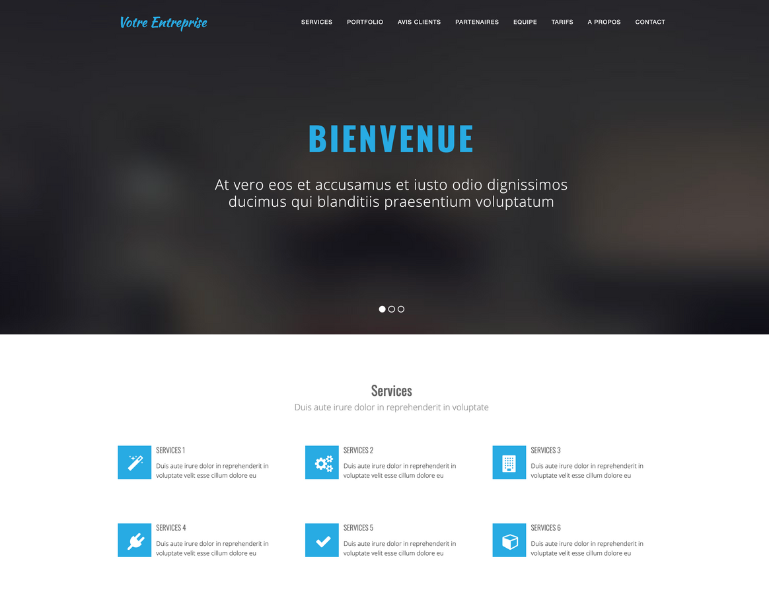 Votre Entreprise
SERVICES PORTFOLIO AVIS CLIENTS PARTENAIRES EQUIPE TARIFS A PROPOS CONTACT
BIENVENUE
At vero eos et accusamus et iusto odio dignissimos
ducimus qui blanditiis praesentium voluptatum
Services
Duis aute irure dolor in reprehenderit in voluptate
SERVICES 1
Duis aute irure dolor in reprehenderit in
voluptate velit esse cillum dolore eu
SERVICES 2
Duis aute irure dolor in reprehenderit in
voluptate velit esse cillum dolore eu
SERVICES 3
Duis aute irure dolor in reprehenderit in
voluptate velit esse cillum dolore eu
SERVICES 4
Duis aute irure dolor in reprehenderit in
voluptate velit esse cillum dolore eu
SERVICES 5
Duis aute irure dolor in reprehenderit in
voluptate velit esse cillum dolore eu
SERVICES 6
Duis aute irure dolor in reprehenderit in
voluptate velit esse cillum dolore eu